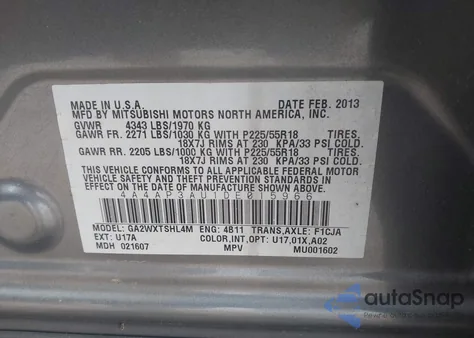 MADE IN U.S.A. DATE FEB. 2013
MFD BY MITSUBISHI MOTORS NORTH AMERICA, INC.
GVWR 4343 LBS/1970 KG
GAWR FR. 2271 LBS/1030 KG WITH P225/55R18 TIRES.
18X7J RIMS AT 230 KPA/33 PSI COLD.
GAWR RR. 2205 LBS/1000 KG WITH P225/55R18 TIRES.
18X7J RIMS AT 230 KPA/33 PSI COLD.
THIS VEHICLE CONFORMS TO ALL APPLICABLE FEDERAL MOTOR
VEHICLE SAFETY, BUMPER AND THEFT PREVENTION STANDARDS
IN EFFECT ON THE DATE OF MANUFACTURE SHOWN ABOVE.
4A4AP3AU1DE015966
MODEL: GA2WXTSHL4M ENG: 4B11 TRANS,AXLE: F1CJA
EXT: U17A COLOR,INT,OPT: U17,01X,A02
MDH 021607 MPV MU001602
autoSnap